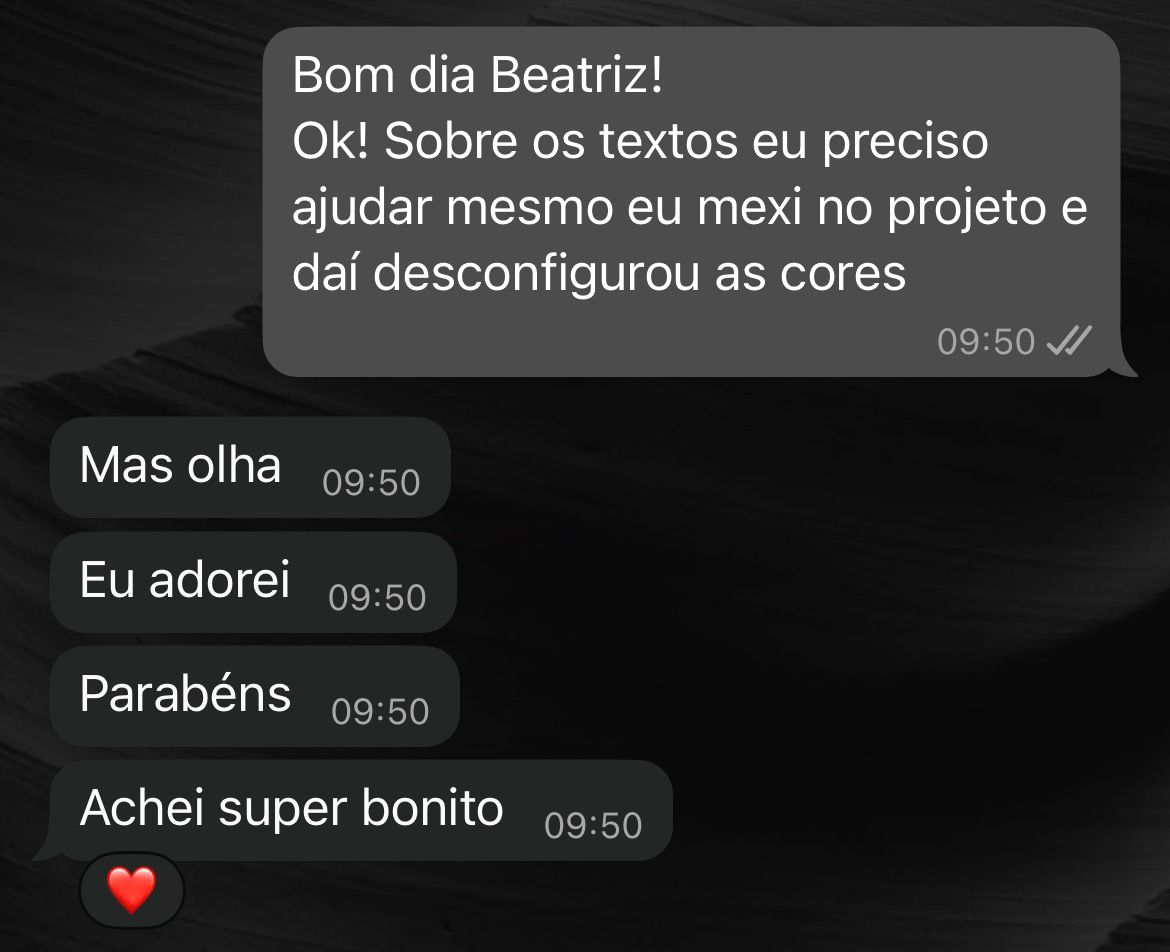 Bom dia Beatriz!
Ok! Sobre os textos eu preciso
ajudar mesmo eu mexi no projeto e
daí desconfigurou as cores
09:50
Mas olha 09:50
Eu adorei 09:50
Parabéns 09:50
Achei super bonito 09:50